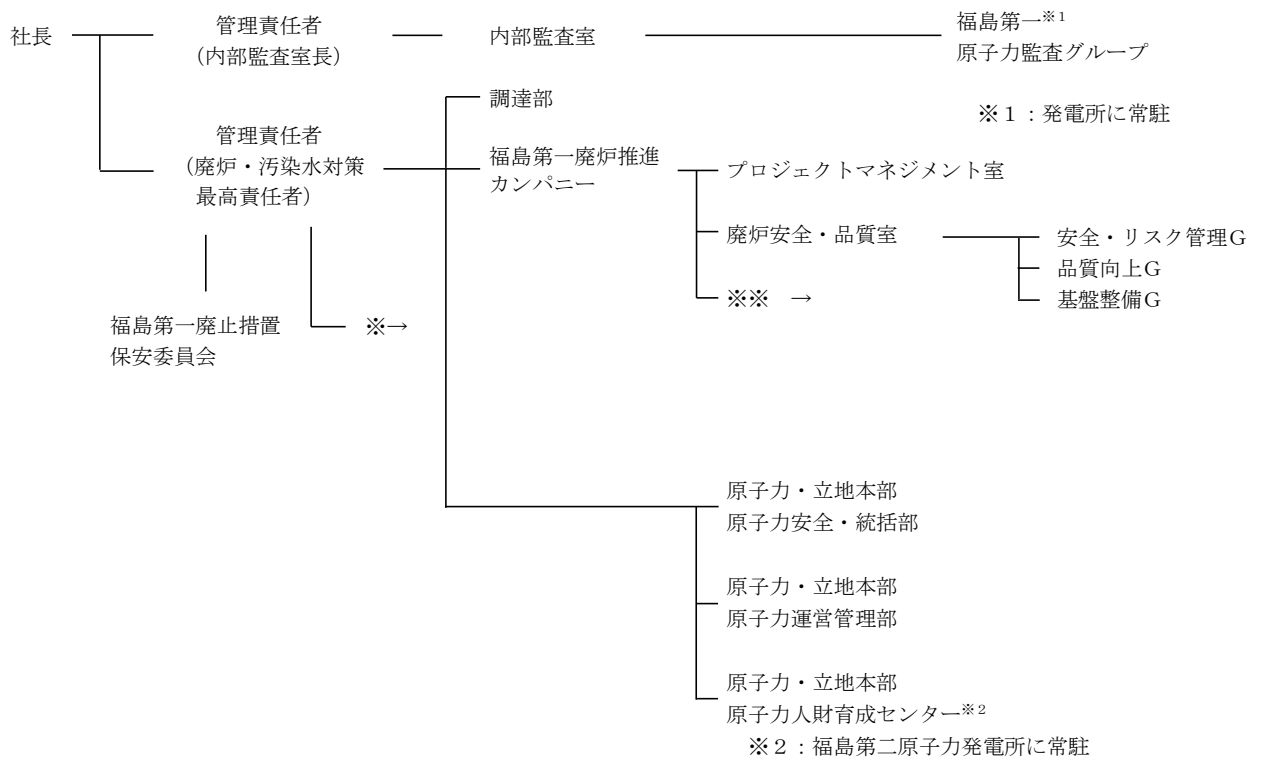 社長
管理責任者
(内部監査室長)
内部監査室
福島第一※1
原子力監査グループ
※1:発電所に常駐
調達部
管理責任者
(廃炉・汚染水対策
最高責任者)
福島第一廃炉推進
カンパニー
プロジェクトマネジメント室
廃炉安全・品質室
安全・リスク管理G
品質向上G
基盤整備G
※※ →
※→
福島第一廃止措置
保安委員会
原子力・立地本部
原子力安全・統括部
原子力・立地本部
原子力運営管理部
原子力・立地本部
原子力人財育成センター※2
※2:福島第二原子力発電所に常駐